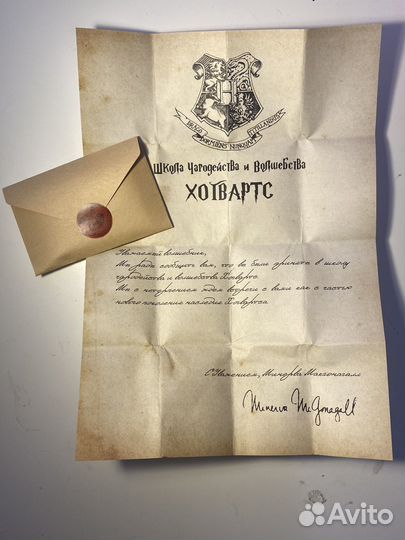 DRACO DORMIENS NUNQUAM TITILLANDUS
Школа Чародейства и Волшебства
ХОГВАРТС
Уважаемый волшебник,
Мы рады сообщить вам, что вы были приняты в школу
чародейства и волшебства Хогвартс.
Мы с нетерпением ждем встречи с вами как с частью
нового поколения наследия Хогвартса
С Уважением, Минерва Макгонагалл
Minerva McGonagall
Avito